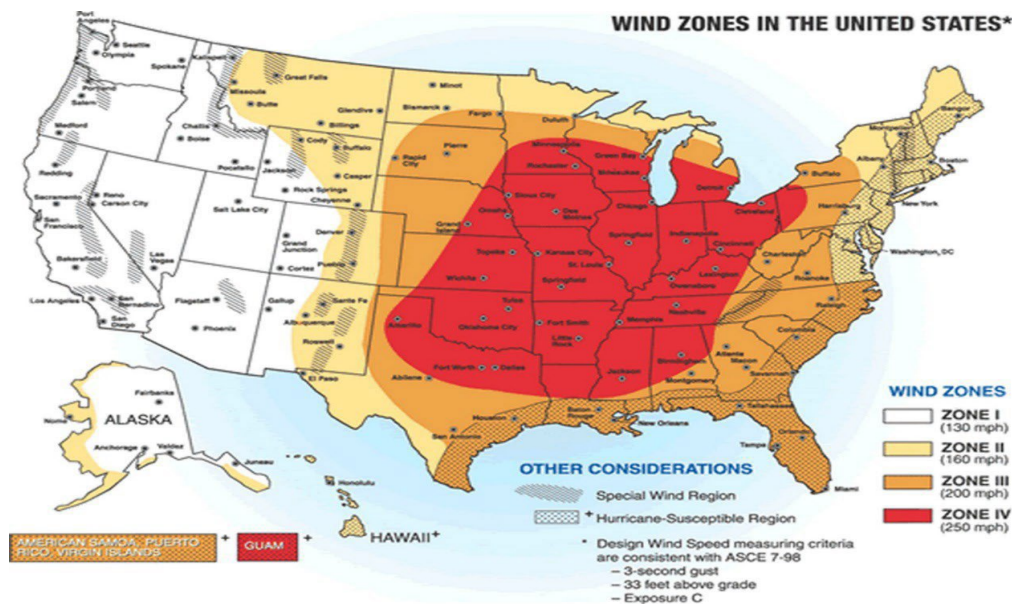 WIND ZONES IN THE UNITED STATES*
Port
Angeles
Seattle
Olympia
Spokane
Kalispell
Great Falls
Missoula
Butte
Portland
Salem
Medford
Challis
Boise
Pocatello
Redding
Sacramento
San
Francisco
Reno
Carson City
Salt Lake City
Bakersfield
Las
Vegas
Los Angeles
San
Bernadino
San
Diego
Flagstaff
Phoenix
Glendive
Billings
Cody
Buffalo
Jackson
Casper
Rock Springs
Cheyenne
Denver
Grand
Junction
Pueblo
Cortez
Gallup
Sante Fe
Albuquerque
Roswell
El Paso
Minot
Bismarck
Fargo
Duluth
Pierre
Rapid
City
Minneapolis
Rochester
Green Bay
Milwaukee
Sioux City
Omaha
Des
Moines
Grand
Island
Chicago
Detroit
Cleveland
Topeka
Kansas City
Springfield
Indianapolis
Cincinnati
St. Louis
Wichita
Springfield
Lexington
Owensboro
Tulsa
Nashville
Amarillo
Oklahoma City
Fort Smith
Memphis
Little
Rock
Fort Worth
Dallas
Abilene
Jackson
Birmingham
Montgomery
Atlanta
Macon
Savannah
Columbia
Raleigh
Roanoke
Charleston
Houston
San Antonio
Baton
Rouge
New Orleans
Tallahassee
Orlando
Tampa
Miami
Bangor
Montpelier
Albany
Boston
Buffalo
New York
Harrisburg
Washington, DC
Fairbanks
ALASKA
Nome
Anchorage
Valdez
Juneau
Honolulu
HAWAII+
AMERICAN SAMOA, PUERTO
RICO, VIRGIN ISLANDS
+
GUAM
+
WIND ZONES
ZONE I
(130 mph)
ZONE II
(160 mph)
ZONE III
(200 mph)
ZONE IV
(250 mph)
OTHER CONSIDERATIONS
Special Wind Region
+ Hurricane-Susceptible Region
* Design Wind Speed measuring criteria
are consistent with ASCE 7-98
– 3-second gust
– 33 feet above grade
– Exposure C